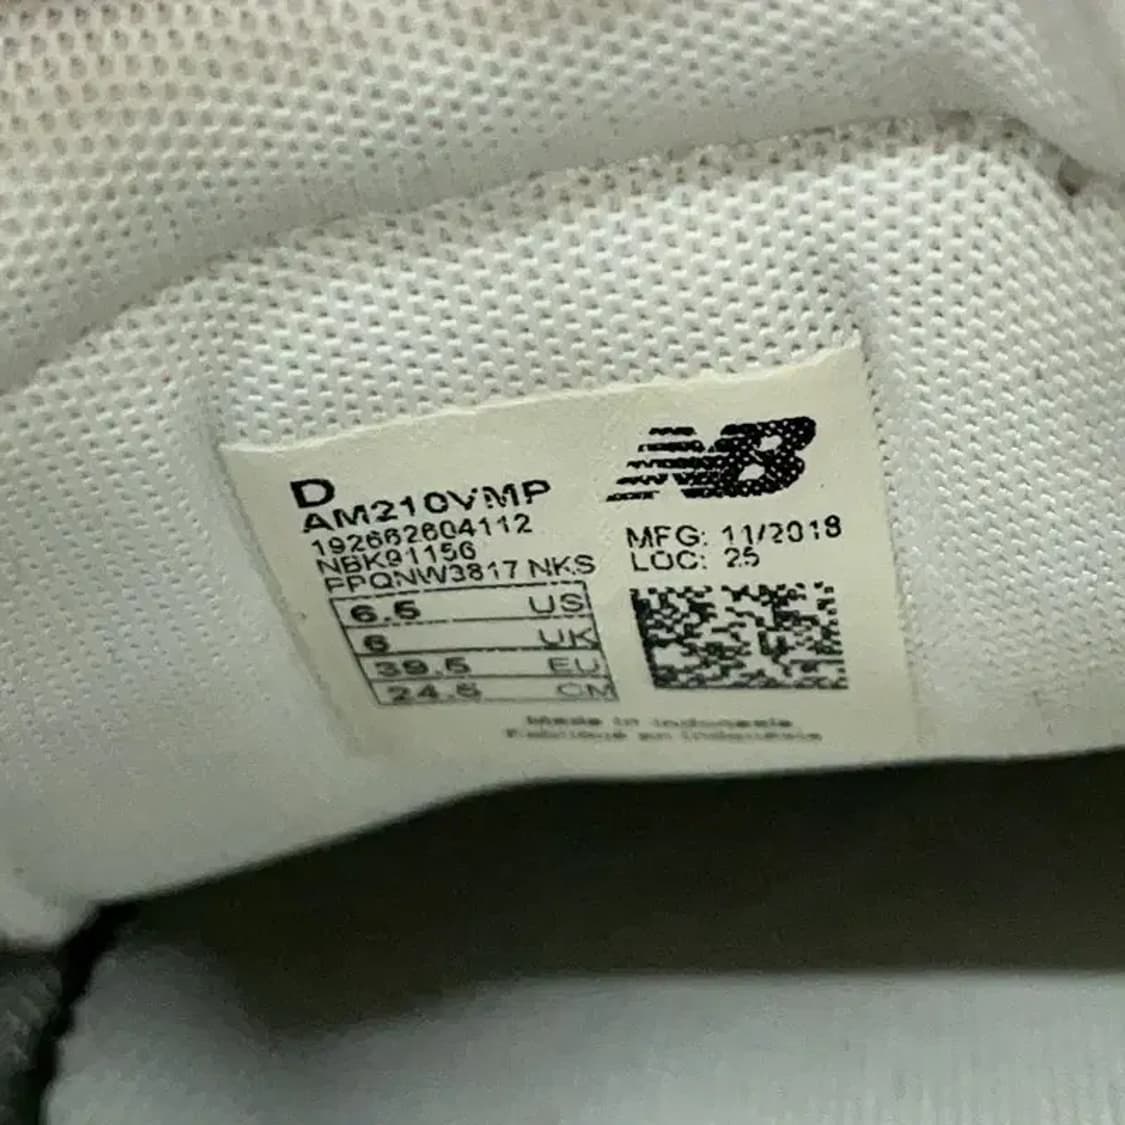 D
NB
AM210VMP
192662604112
NBK91156
FPQNW3817 NKS
MFG: 11/2018
LOC: 25
6.5 US
6 UK
39.5 EU
24.5 CM
Made in Indonesia
Fabriqué en Indonésie